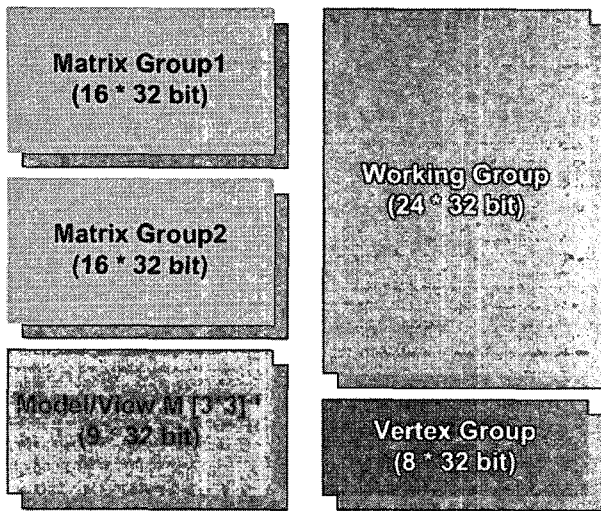 Matrix Group1
(16 * 32 bit)
Matrix Group2
(16 * 32 bit)
Model/View M [3*3]⁻¹
(9 * 32 bit)
Working Group
(24 * 32 bit)
Vertex Group
(8 * 32 bit)